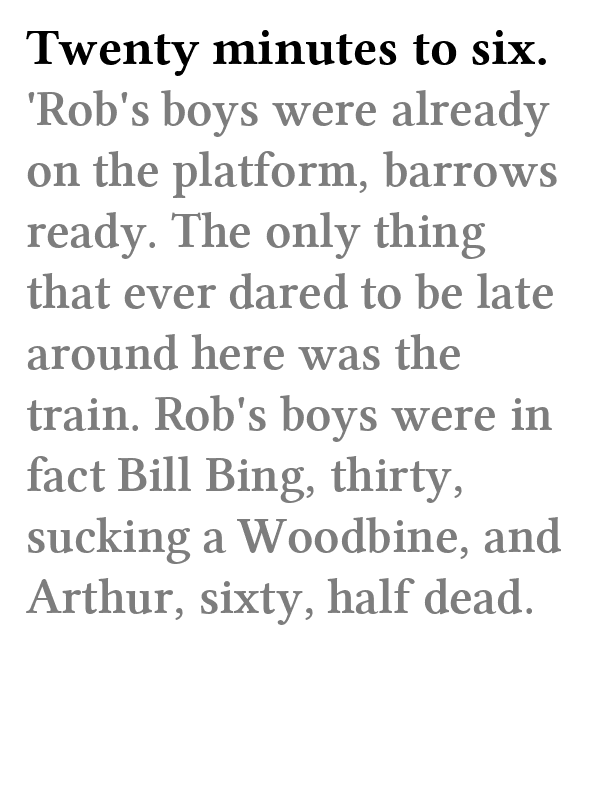 Twenty minutes to six.
'Rob's boys were already
on the platform, barrows
ready. The only thing
that ever dared to be late
around here was the
train. Rob's boys were in
fact Bill Bing, thirty,
sucking a Woodbine, and
Arthur, sixty, half dead.